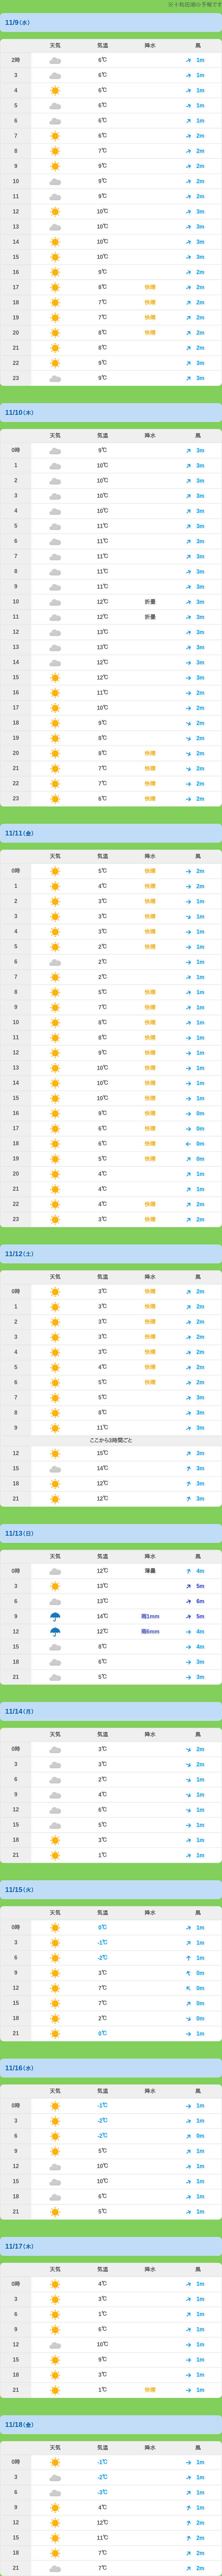 ※十和田湖の予報です
11/9(水)
天気 気温 降水 風
2時 6℃ 1m
3 6℃ 1m
4 6℃ 1m
5 6℃ 1m
6 6℃ 1m
7 6℃ 2m
8 7℃ 2m
9 9℃ 2m
10 9℃ 2m
11 9℃ 2m
12 10℃ 3m
13 10℃ 3m
14 10℃ 3m
15 10℃ 3m
16 9℃ 2m
17 8℃ 快晴 2m
18 7℃ 快晴 2m
19 7℃ 快晴 2m
20 8℃ 快晴 2m
21 8℃ 2m
22 9℃ 3m
23 9℃ 3m
11/10(木)
天気 気温 降水 風
0時 9℃ 3m
1 10℃ 3m
2 10℃ 3m
3 10℃ 3m
4 10℃ 3m
5 11℃ 3m
6 11℃ 3m
7 11℃ 3m
8 11℃ 3m
9 11℃ 3m
10 12℃ 折曇 3m
11 12℃ 折曇 3m
12 13℃ 3m
13 13℃ 3m
14 12℃ 3m
15 12℃ 3m
16 11℃ 2m
17 10℃ 2m
18 9℃ 2m
19 8℃ 2m
20 8℃ 快晴 2m
21 7℃ 快晴 2m
22 7℃ 快晴 2m
23 6℃ 快晴 2m
11/11(金)
天気 気温 降水 風
0時 5℃ 快晴 2m
1 4℃ 快晴 2m
2 3℃ 快晴 1m
3 3℃ 快晴 1m
4 3℃ 快晴 1m
5 2℃ 快晴 1m
6 2℃ 1m
7 2℃ 1m
8 5℃ 快晴 1m
9 7℃ 快晴 1m
10 8℃ 快晴 1m
11 8℃ 快晴 1m
12 9℃ 快晴 1m
13 10℃ 快晴 1m
14 10℃ 快晴 1m
15 10℃ 快晴 1m
16 9℃ 快晴 0m
17 6℃ 快晴 0m
18 6℃ 快晴 0m
19 5℃ 快晴 0m
20 4℃ 1m
21 4℃ 1m
22 4℃ 快晴 2m
23 3℃ 快晴 2m
11/12(土)
天気 気温 降水 風
0時 3℃ 快晴 2m
1 3℃ 快晴 2m
2 3℃ 快晴 2m
3 3℃ 快晴 2m
4 3℃ 快晴 2m
5 4℃ 快晴 2m
6 5℃ 快晴 2m
7 5℃ 3m
8 8℃ 3m
9 11℃ 3m
ここから3時間ごと
12 15℃ 3m
15 14℃ 3m
18 12℃ 3m
21 12℃ 3m
11/13(日)
天気 気温 降水 風
0時 12℃ 薄曇 4m
3 13℃ 5m
6 13℃ 6m
9 14℃ 雨1mm 5m
12 12℃ 雨6mm 4m
15 8℃ 4m
18 6℃ 3m
21 5℃ 3m
11/14(月)
天気 気温 降水 風
0時 3℃ 2m
3 3℃ 2m
6 2℃ 1m
9 4℃ 1m
12 6℃ 1m
15 5℃ 1m
18 3℃ 1m
21 1℃ 1m
11/15(火)
天気 気温 降水 風
0時 0℃ 1m
3 -1℃ 1m
6 -2℃ 1m
9 3℃ 0m
12 7℃ 0m
15 7℃ 0m
18 2℃ 0m
21 0℃ 1m
11/16(水)
天気 気温 降水 風
0時 -1℃ 1m
3 -2℃ 1m
6 -2℃ 0m
9 5℃ 1m
12 10℃ 1m
15 10℃ 1m
18 6℃ 1m
21 5℃ 1m
11/17(木)
天気 気温 降水 風
0時 4℃ 1m
3 3℃ 1m
6 1℃ 1m
9 6℃ 1m
12 10℃ 1m
15 9℃ 1m
18 3℃ 1m
21 1℃ 快晴 1m
11/18(金)
天気 気温 降水 風
0時 -1℃ 1m
3 -2℃ 1m
6 -3℃ 1m
9 4℃ 1m
12 12℃ 2m
15 11℃ 2m
18 7℃ 2m
21 7℃ 2m